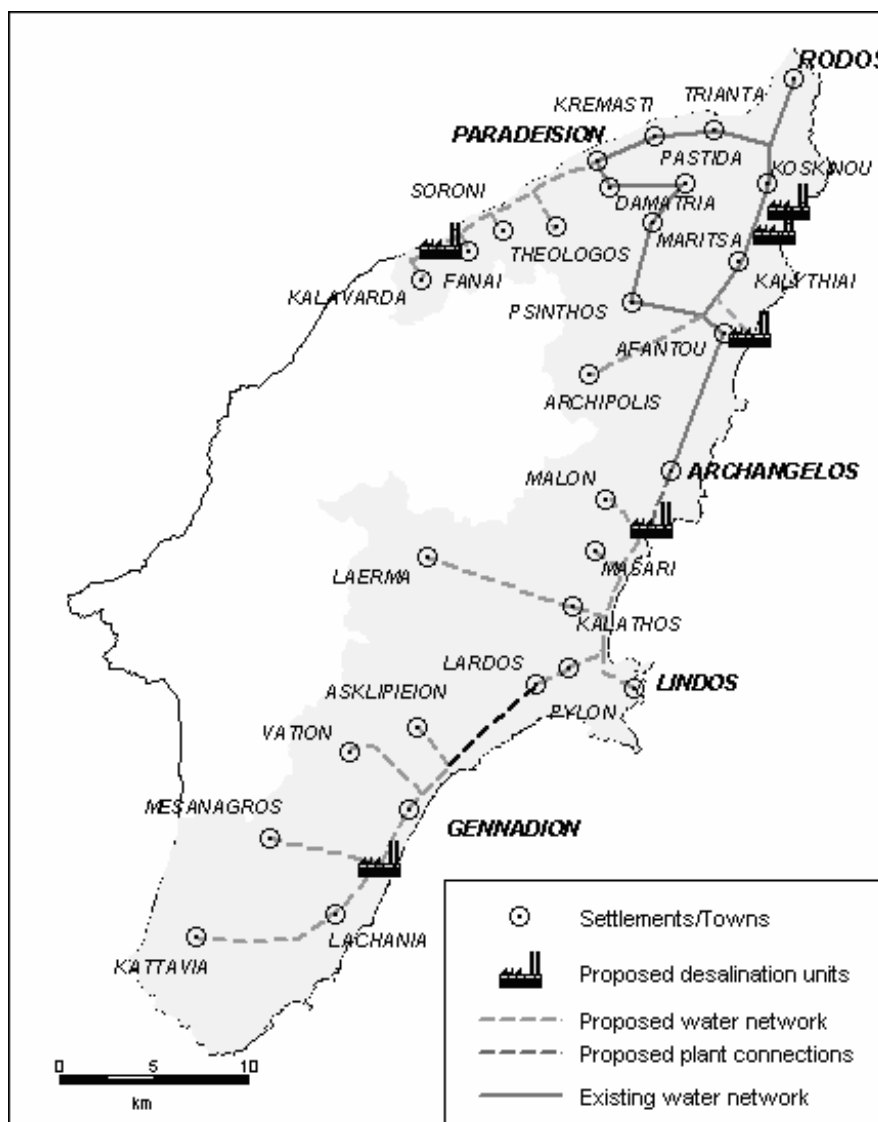 RODOS
TRIANTA
KREMASTI
PARADEISION
PASTIDA
KOSKINOU
SORONI
DAMATRIA
THEOLOGOS
MARITSA
FANAI
KALYTHIAI
KALAVARDA
PSINTHOS
AFANTOU
ARCHIPOLIS
MALON
ARCHANGELOS
LAERMA
MASARI
KALATHOS
LARDOS
LINDOS
ASKLIPIEION
PYLON
VATION
MESANAGROS
GENNADION
LACHANIA
KATTAVIA
Settlements/Towns
Proposed desalination units
Proposed water network
Proposed plant connections
Existing water network
0 5 10
km